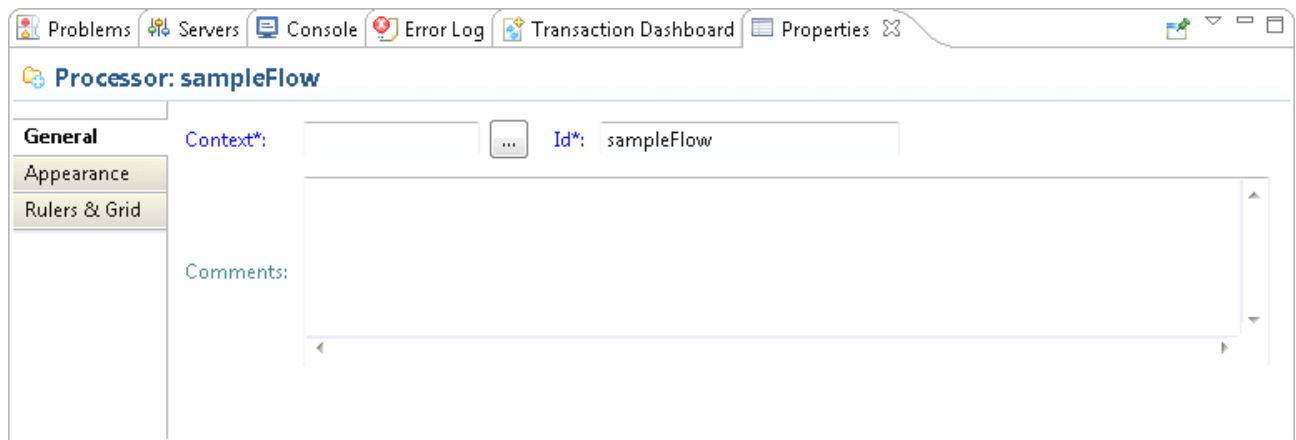 Problems Servers Console Error Log Transaction Dashboard Properties
Processor: sampleFlow
General Context*: ... Id*: sampleFlow
Appearance
Rulers & Grid
Comments: